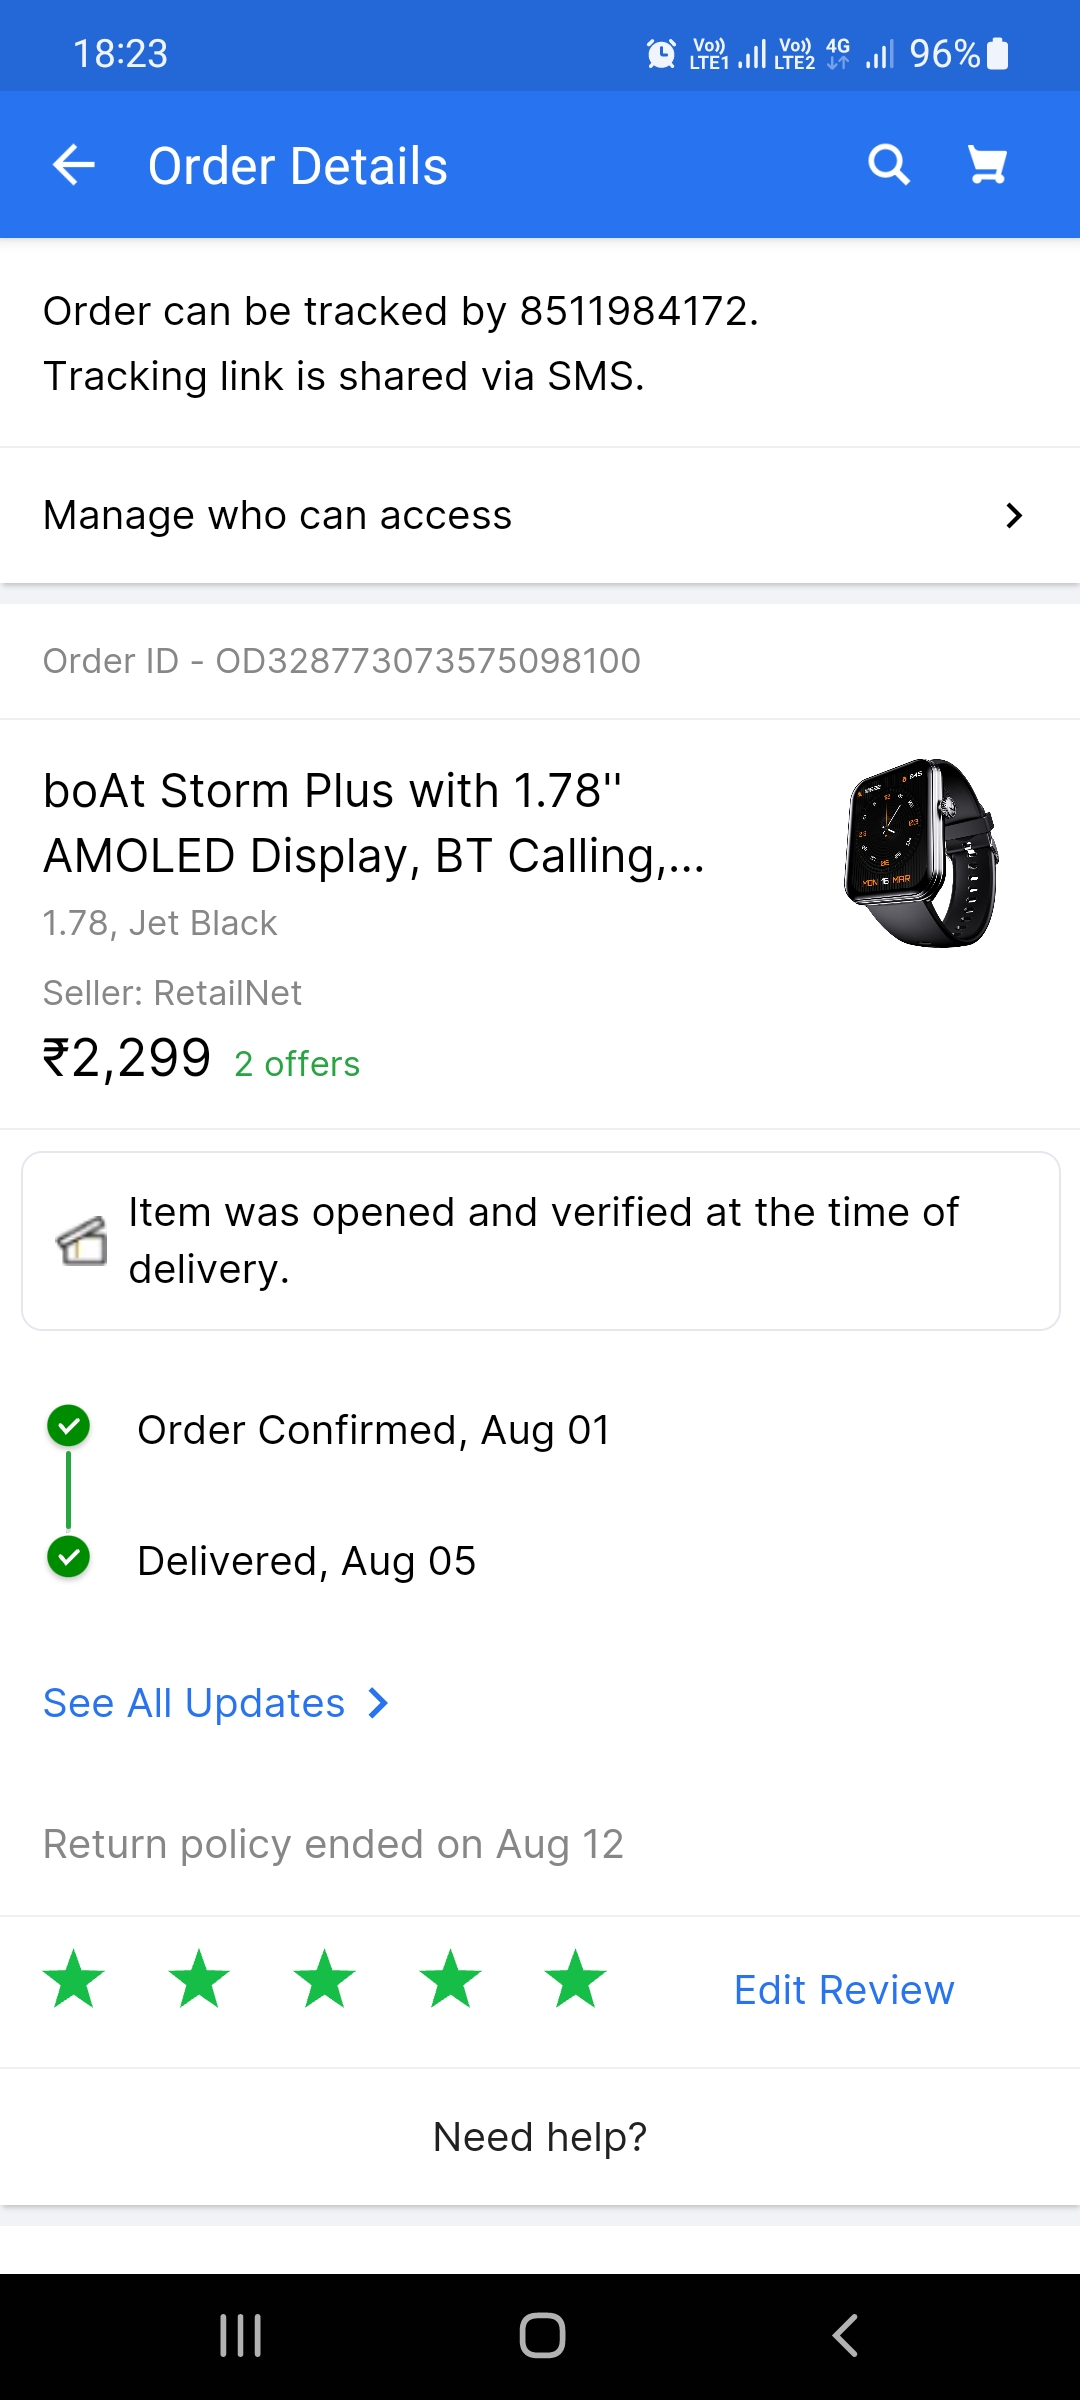 18:23
Vo)) LTE1 Vo)) LTE2 4G 96%
Order Details
Order can be tracked by 8511984172.
Tracking link is shared via SMS.
Manage who can access
Order ID - OD328773073575098100
boAt Storm Plus with 1.78"
AMOLED Display, BT Calling,...
1.78, Jet Black
Seller: RetailNet
₹2,299 2 offers
Item was opened and verified at the time of
delivery.
Order Confirmed, Aug 01
Delivered, Aug 05
See All Updates
Return policy ended on Aug 12
Edit Review
Need help?